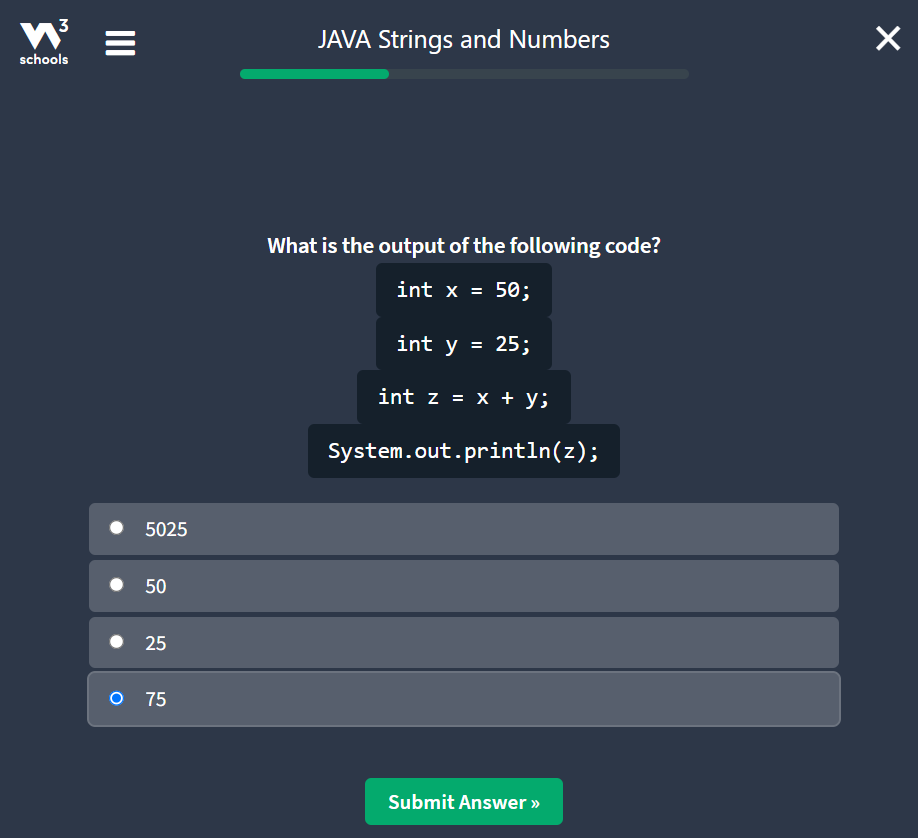 W3
schools
JAVA Strings and Numbers
What is the output of the following code?
int x = 50;
int y = 25;
int z = x + y;
System.out.println(z);
5025
50
25
75
Submit Answer »